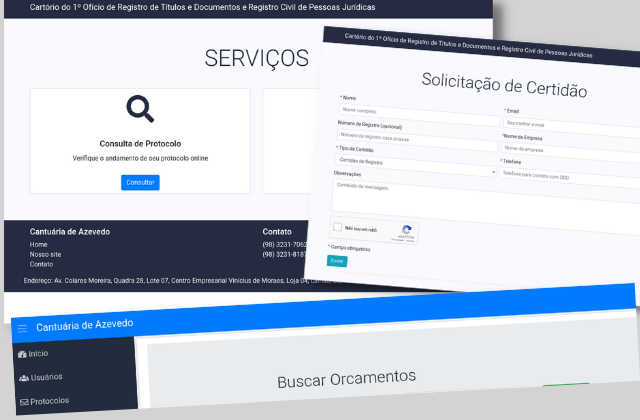 Cartório do 1º Ofício de Registro de Títulos e Documentos e Registro Civil de Pessoas Jurídicas
SERVIÇOS
Consulta de Protocolo
Verifique o andamento de seu protocolo online
Consultar
Cantuária de Azevedo
Home
Nosso site
Contato
Contato
(98) 3231-7062
(98) 3231-8187
Endereço: Av. Colares Moreira, Quadra 28, Lote 07, Centro Empresarial Vinicius de Moraes, Loja 04,
Cartório do 1º Ofício de Registro de Títulos e Documentos e Registro Civil de Pessoas Jurídicas
Solicitação de Certidão
* Nome
Nome completo
* Email
Seu melhor e-mail
Número de Registro (opcional)
Número de registro caso possua
*Nome da Empresa
Nome da empresa
* Tipo de Certidão
Certidão de Registro
* Telefone
Telefone para contato com DDD
Observações
Conteúdo da mensagem
Não sou um robô
* Campo obrigatório
Enviar
Cantuária de Azevedo
Início
Usuários
Protocolos
Buscar Orcamentos